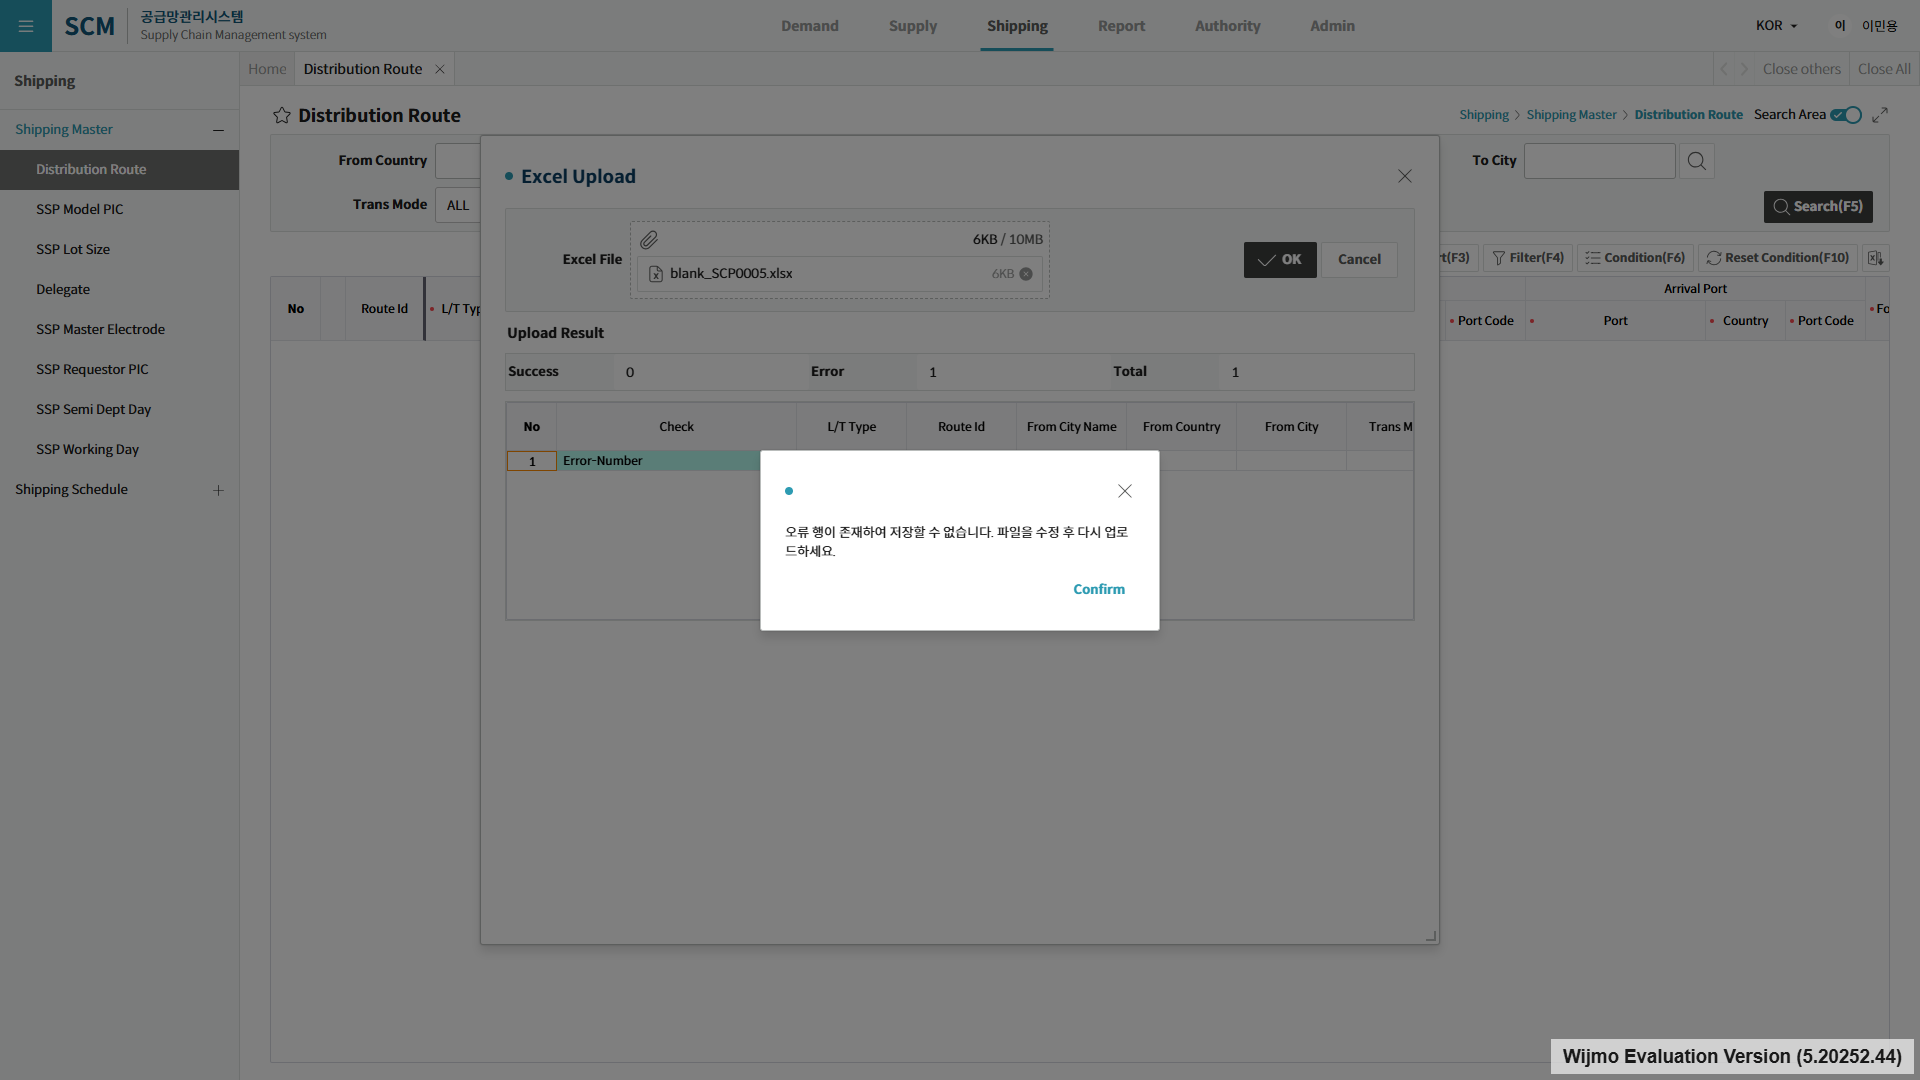 SCM
공급망관리시스템
Supply Chain Management system
Demand
Supply
Shipping
Report
Authority
Admin
KOR
이
이민용
Shipping
Home
Distribution Route
Close others
Close All
Shipping Master
Distribution Route
SSP Model PIC
SSP Lot Size
Delegate
SSP Master Electrode
SSP Requestor PIC
SSP Semi Dept Day
SSP Working Day
Shipping Schedule
Distribution Route
Shipping > Shipping Master > Distribution Route
Search Area
From Country
To City
Trans Mode
ALL
Search(F5)
t(F3)
Filter(F4)
Condition(F6)
Reset Condition(F10)
No
Route Id
L/T Typ
Arrival Port
Port Code
Port
Country
Port Code
Fo
Excel Upload
Excel File
6KB / 10MB
blank_SCP0005.xlsx
6KB
OK
Cancel
Upload Result
Success
0
Error
1
Total
1
No
Check
L/T Type
Route Id
From City Name
From Country
From City
Trans M
1
Error-Number
오류 행이 존재하여 저장할 수 없습니다. 파일을 수정 후 다시 업로
드하세요.
Confirm
Wijmo Evaluation Version (5.20252.44)